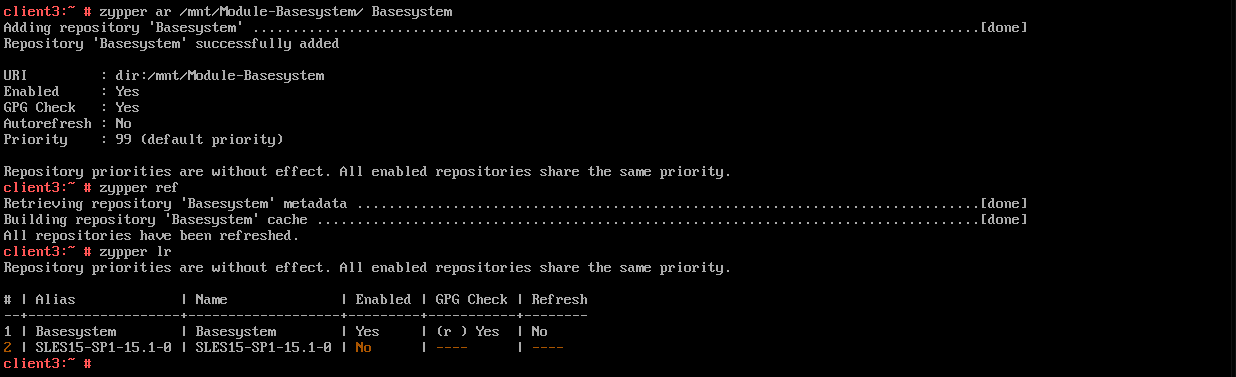 client3:~ # zypper ar /mnt/Module-Basesystem/ Basesystem
Adding repository 'Basesystem' ...........................................................................................[done]
Repository 'Basesystem' successfully added

URI         : dir:/mnt/Module-Basesystem
Enabled     : Yes
GPG Check   : Yes
Autorefresh : No
Priority    : 99 (default priority)

Repository priorities are without effect. All enabled repositories share the same priority.
client3:~ # zypper ref
Retrieving repository 'Basesystem' metadata ..............................................................................[done]
Building repository 'Basesystem' cache ...................................................................................[done]
All repositories have been refreshed.
client3:~ # zypper lr
Repository priorities are without effect. All enabled repositories share the same priority.

# | Alias             | Name              | Enabled | GPG Check | Refresh
--+-------------------+-------------------+---------+-----------+--------
1 | Basesystem        | Basesystem        | Yes     | (r ) Yes  | No
2 | SLES15-SP1-15.1-0 | SLES15-SP1-15.1-0 | No      | ----      | ----
client3:~ #